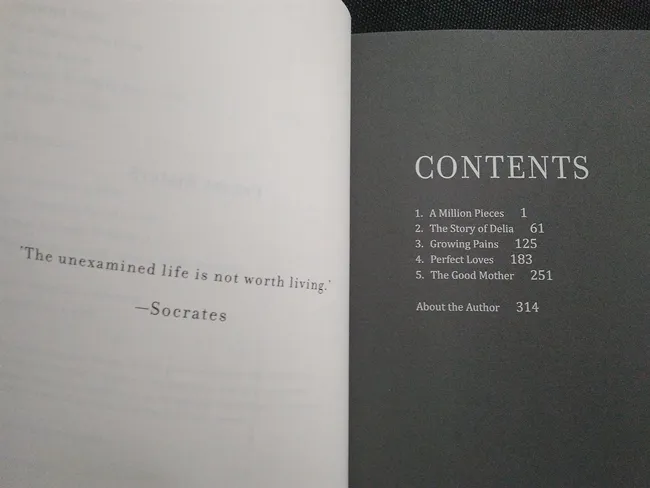 'The unexamined life is not worth living.'
—Socrates
CONTENTS
1. A Million Pieces 1
2. The Story of Delia 61
3. Growing Pains 125
4. Perfect Loves 183
5. The Good Mother 251
About the Author 314